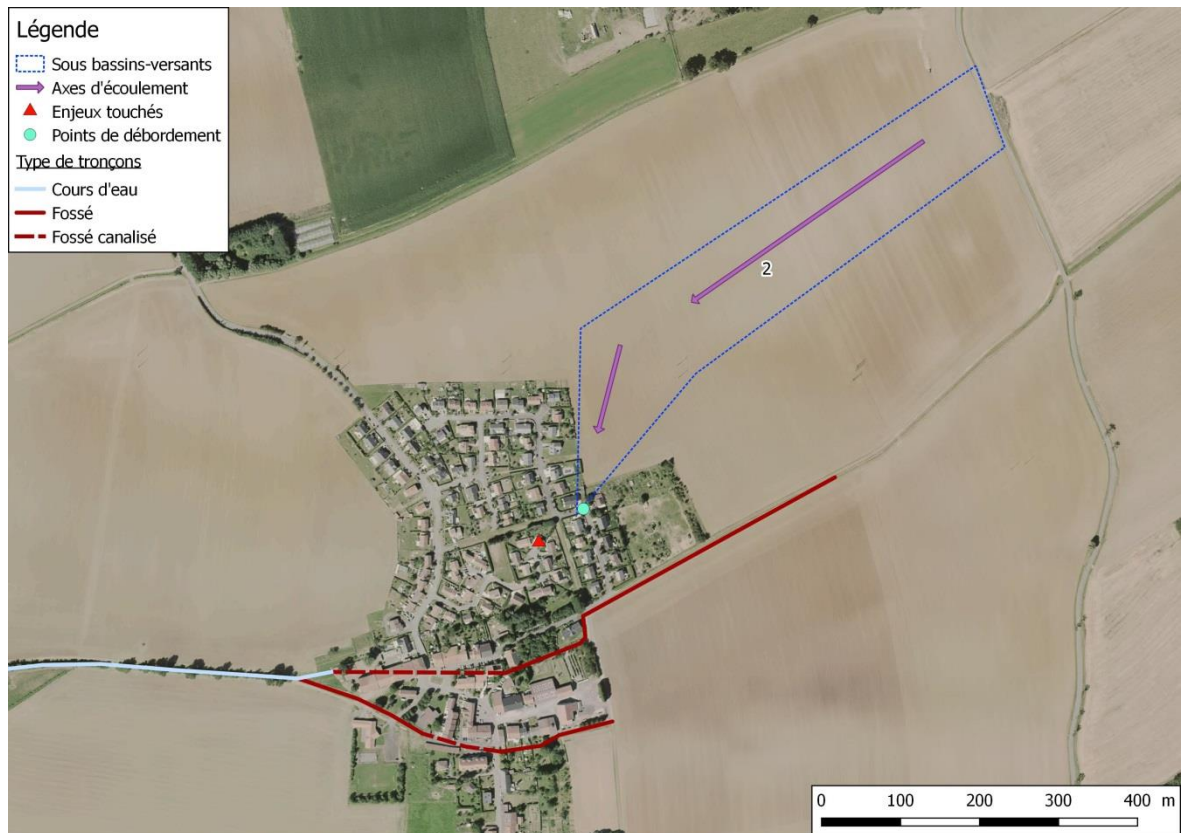 Légende
Sous bassins-versants
Axes d'écoulement
Enjeux touchés
Points de débordement
Type de tronçons
Cours d'eau
Fossé
Fossé canalisé
2
0 100 200 300 400 m